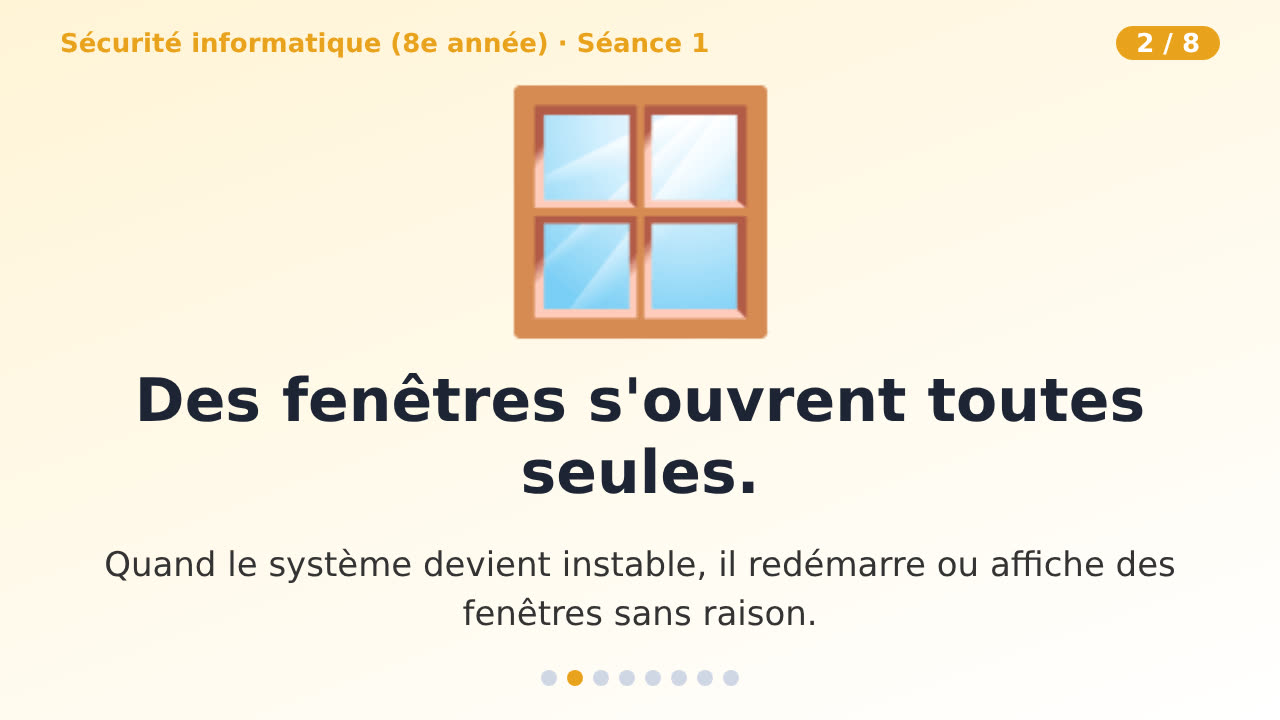 Sécurité informatique (8e année) · Séance 1
2 / 8
Des fenêtres s'ouvrent toutes
seules.
Quand le système devient instable, il redémarre ou affiche des
fenêtres sans raison.